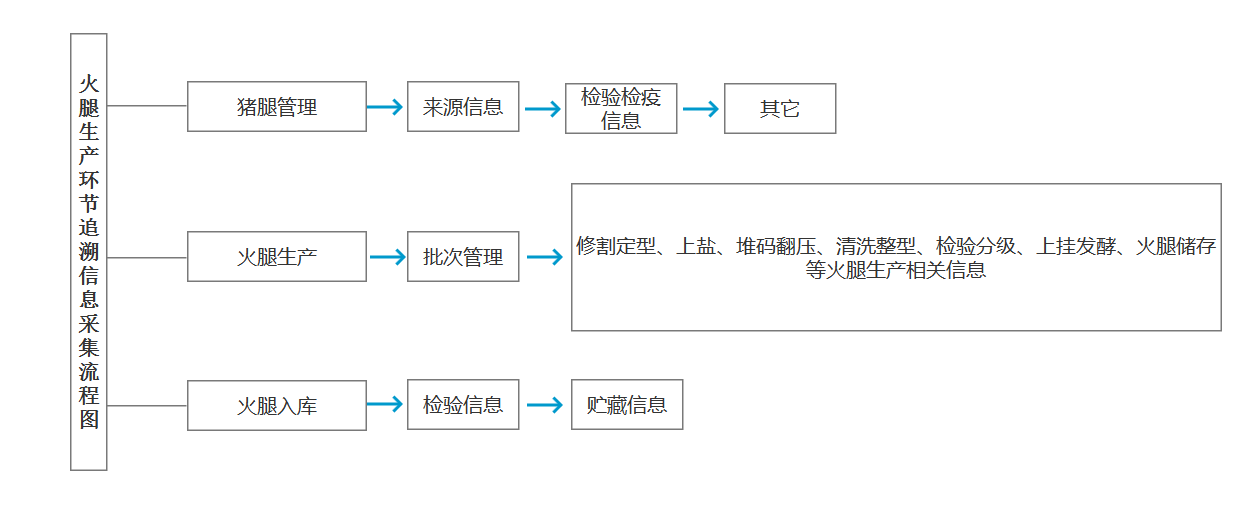 火腿生产环节追溯信息采集流程图
猪腿管理
来源信息
检验检疫
信息
其它
火腿生产
批次管理
修割定型、上盐、堆码翻压、清洗整型、检验分级、上挂发酵、火腿储存
等火腿生产相关信息
火腿入库
检验信息
贮藏信息